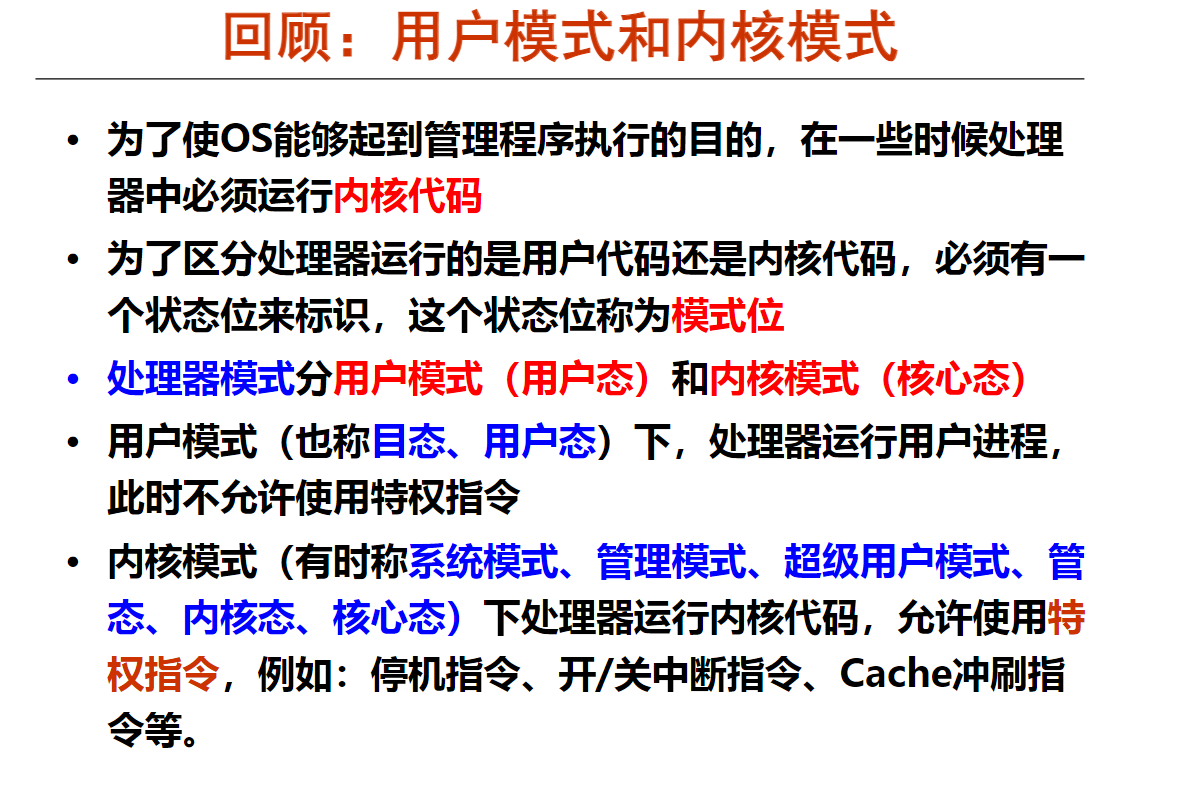 回顾：用户模式和内核模式
• 为了使OS能够起到管理程序执行的目的，在一些时候处理
器中必须运行内核代码
• 为了区分处理器运行的是用户代码还是内核代码，必须有一
个状态位来标识，这个状态位称为模式位
• 处理器模式分用户模式（用户态）和内核模式（核心态）
• 用户模式（也称目态、用户态）下，处理器运行用户进程，
此时不允许使用特权指令
• 内核模式（有时称系统模式、管理模式、超级用户模式、管
态、内核态、核心态）下处理器运行内核代码，允许使用特
权指令，例如：停机指令、开/关中断指令、Cache冲刷指
令等。